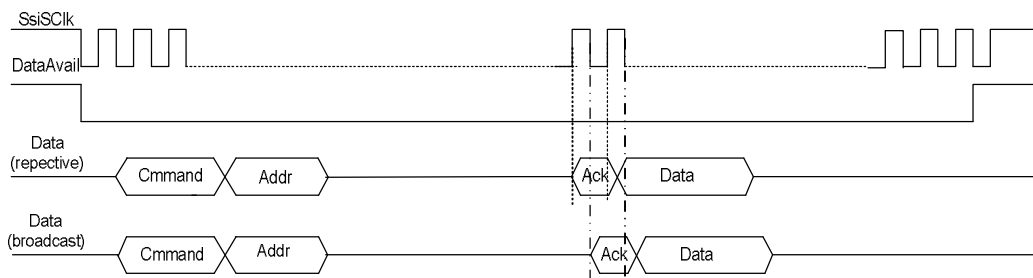 SsiSClk
DataAvail
Data
(repective)
Cmmand
Addr
Ack
Data
Data
(broadcast)
Cmmand
Addr
Ack
Data